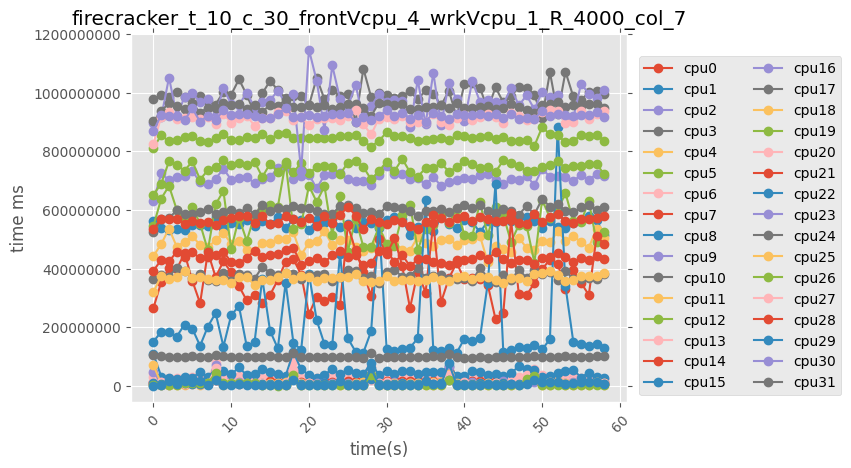 firecracker_t_10_c_30_frontVcpu_4_wrkVcpu_1_R_4000_col_7
1200000000
1000000000
800000000
600000000
400000000
200000000
0
time ms
0
10
20
30
40
50
60
time(s)
cpu0
cpu1
cpu2
cpu3
cpu4
cpu5
cpu6
cpu7
cpu8
cpu9
cpu10
cpu11
cpu12
cpu13
cpu14
cpu15
cpu16
cpu17
cpu18
cpu19
cpu20
cpu21
cpu22
cpu23
cpu24
cpu25
cpu26
cpu27
cpu28
cpu29
cpu30
cpu31